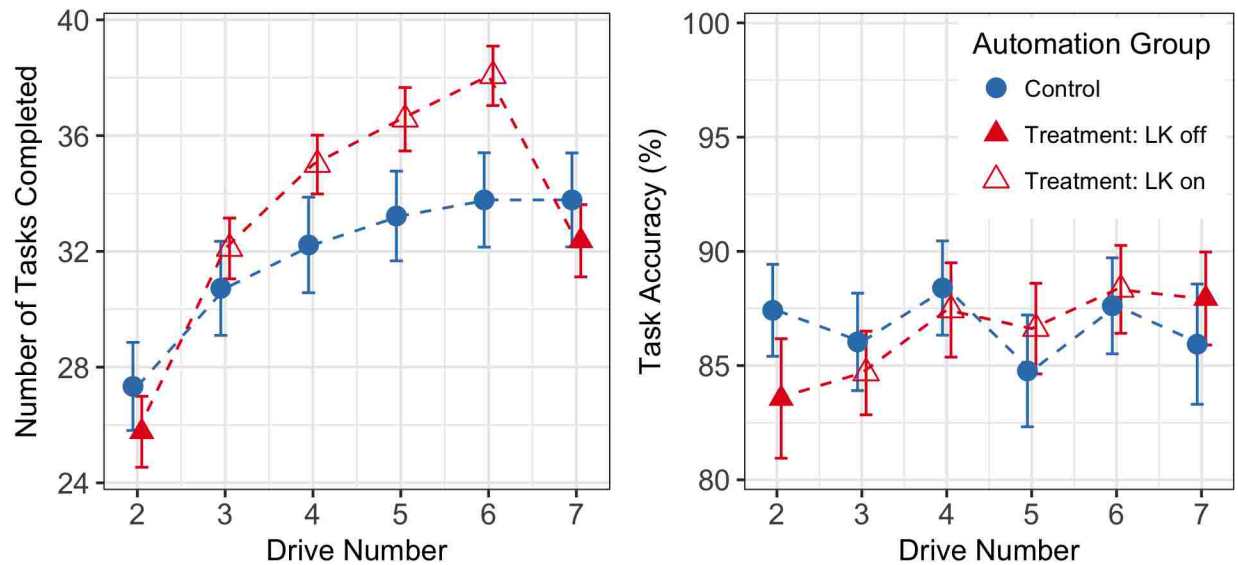 Number of Tasks Completed
40
36
32
28
24
2 3 4 5 6 7
Drive Number
Task Accuracy (%)
100
95
90
85
80
2 3 4 5 6 7
Drive Number
Automation Group
Control
Treatment: LK off
Treatment: LK on